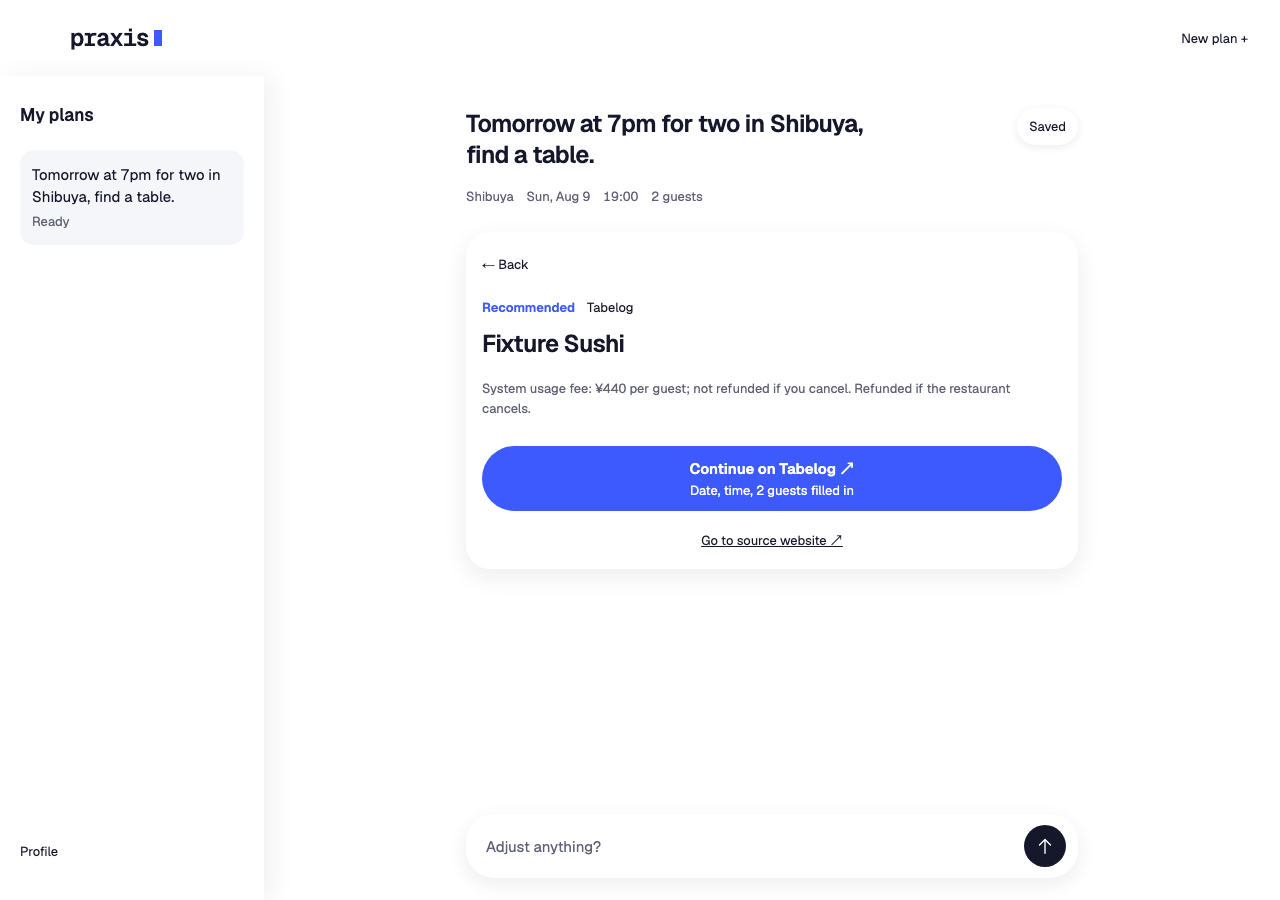 praxis
New plan +
My plans
Tomorrow at 7pm for two in
Shibuya, find a table.
Ready
Profile
Tomorrow at 7pm for two in Shibuya,
find a table.
Saved
Shibuya Sun, Aug 9 19:00 2 guests
← Back
Recommended Tabelog
Fixture Sushi
System usage fee: ¥440 per guest; not refunded if you cancel. Refunded if the restaurant
cancels.
Continue on Tabelog ↗
Date, time, 2 guests filled in
Go to source website ↗
Adjust anything?